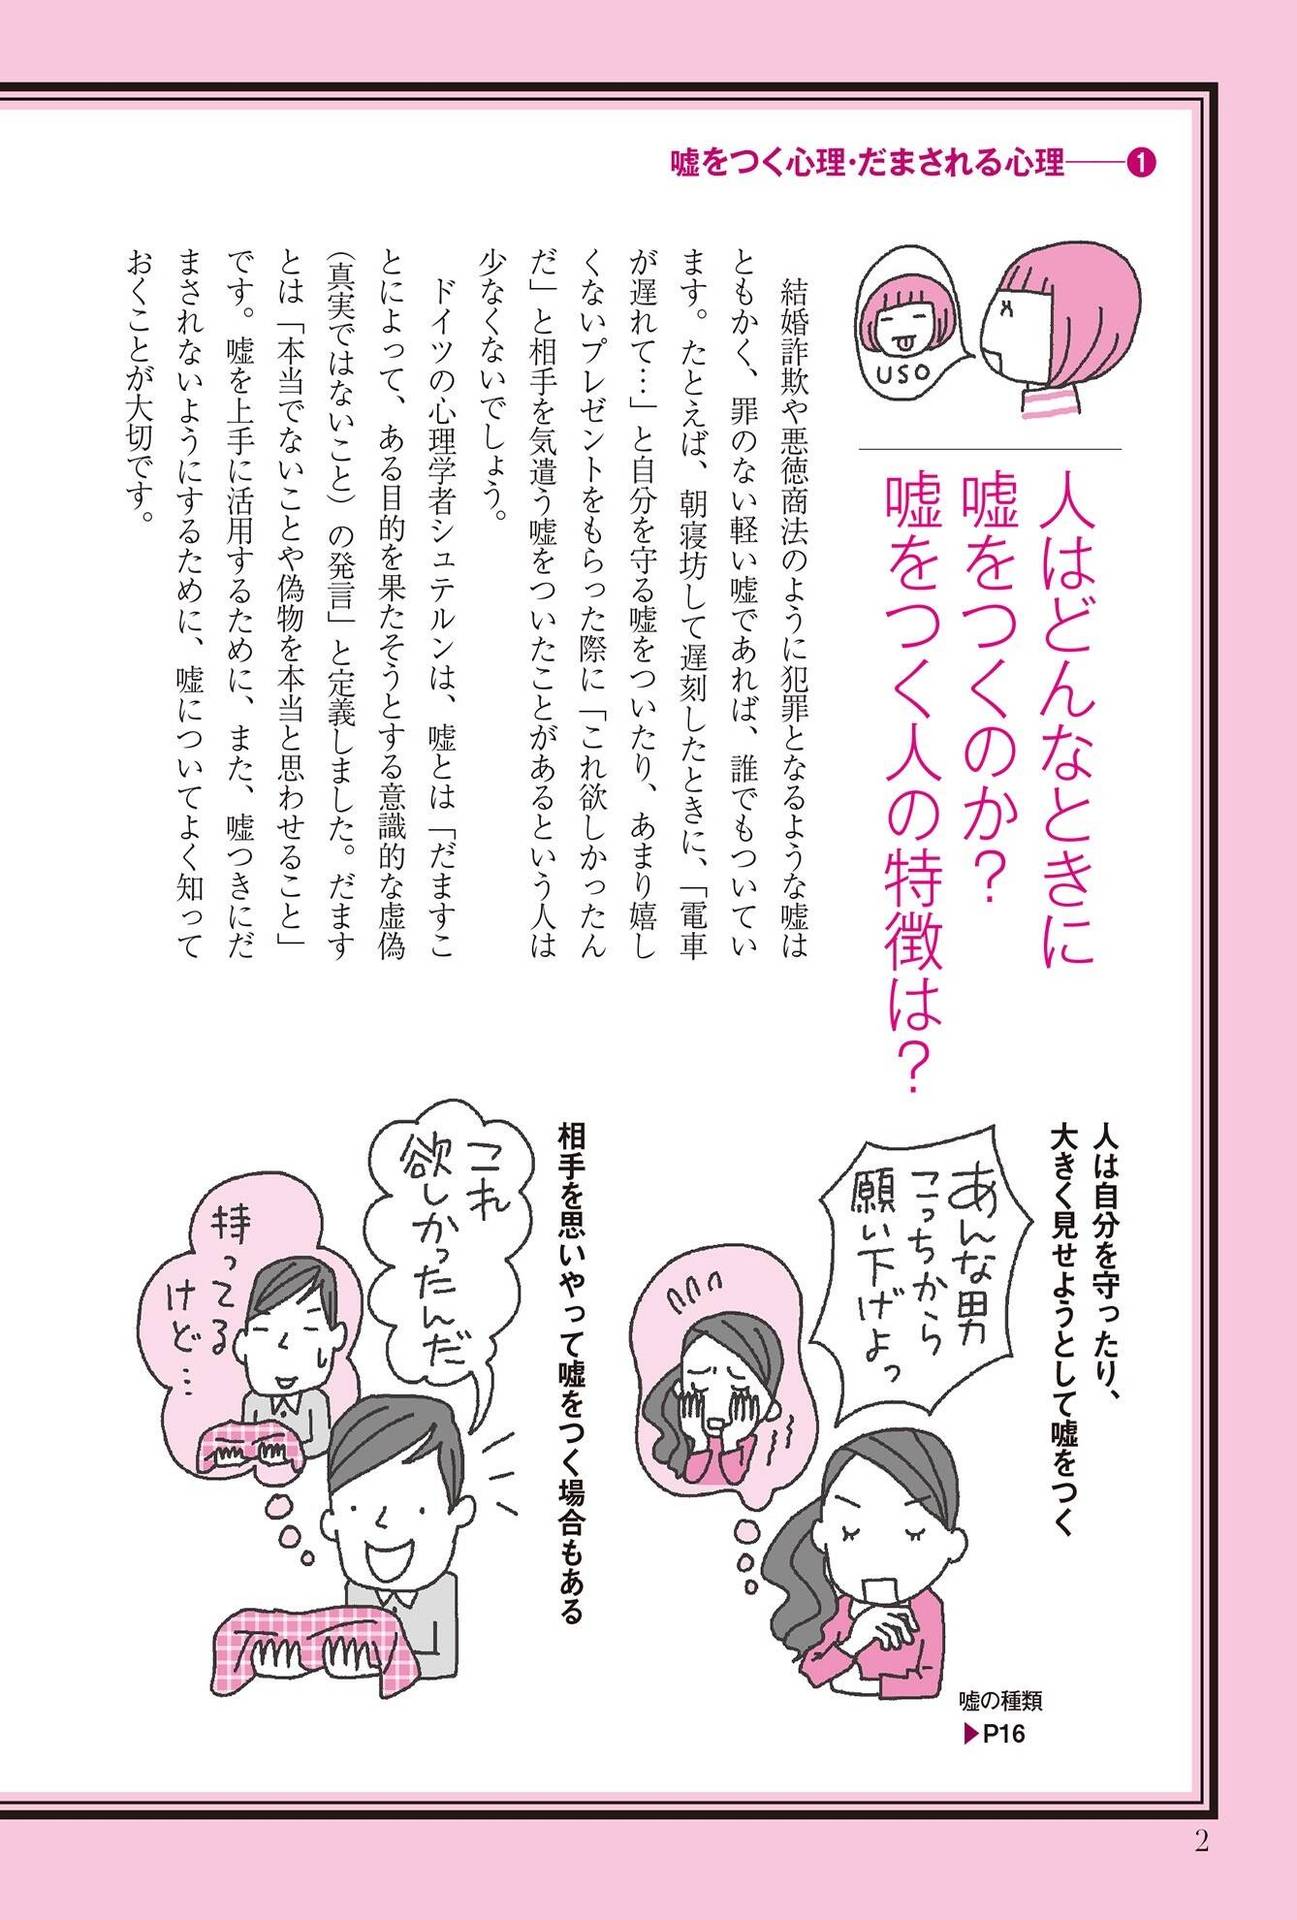 嘘をつく心理・だまされる心理──❶
USO
人はどんなときに
嘘をつくのか？
嘘をつく人の特徴は？
　結婚詐欺や悪徳商法のように犯罪となるような嘘は
ともかく、罪のない軽い嘘であれば、誰でもついてい
ます。たとえば、朝寝坊して遅刻したときに、「電車
が遅れて…」と自分を守る嘘をついたり、あまり嬉し
くないプレゼントをもらった際に「これ欲しかったん
だ」と相手を気遣う嘘をついたことがあるという人は
少なくないでしょう。
　ドイツの心理学者シュテルンは、嘘とは「だますこ
とによって、ある目的を果たそうとする意識的な虚偽
（真実ではないこと）の発言」と定義しました。だます
とは「本当でないことや偽物を本当と思わせること」
です。嘘を上手に活用するために、また、嘘つきにだ
まされないようにするために、嘘についてよく知って
おくことが大切です。
人は自分を守ったり、
大きく見せようとして嘘をつく
あんな男
こっちから
願い下げよっ
嘘の種類
▶P16
相手を思いやって嘘をつく場合もある
これ
欲しかったんだ
持ってる
けど…
2